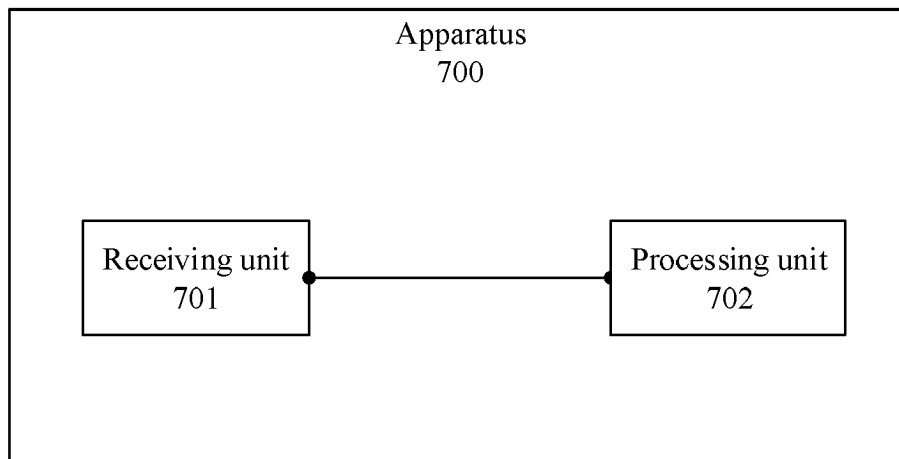 Apparatus
700
Receiving unit
701
Processing unit
702